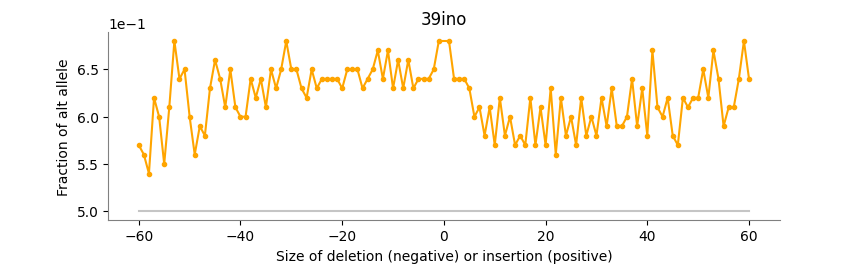 39ino
1e−1
6.5
6.0
5.5
5.0
Fraction of alt allele
−60 −40 −20 0 20 40 60
Size of deletion (negative) or insertion (positive)